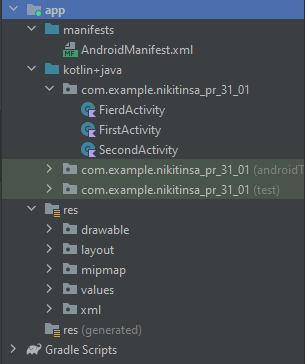 app
manifests
AndroidManifest.xml
kotlin+java
com.example.nikitinsa_pr_31_01
FierdActivity
FirstActivity
SecondActivity
com.example.nikitinsa_pr_31_01 (androidT
com.example.nikitinsa_pr_31_01 (test)
res
drawable
layout
mipmap
values
xml
res (generated)
Gradle Scripts